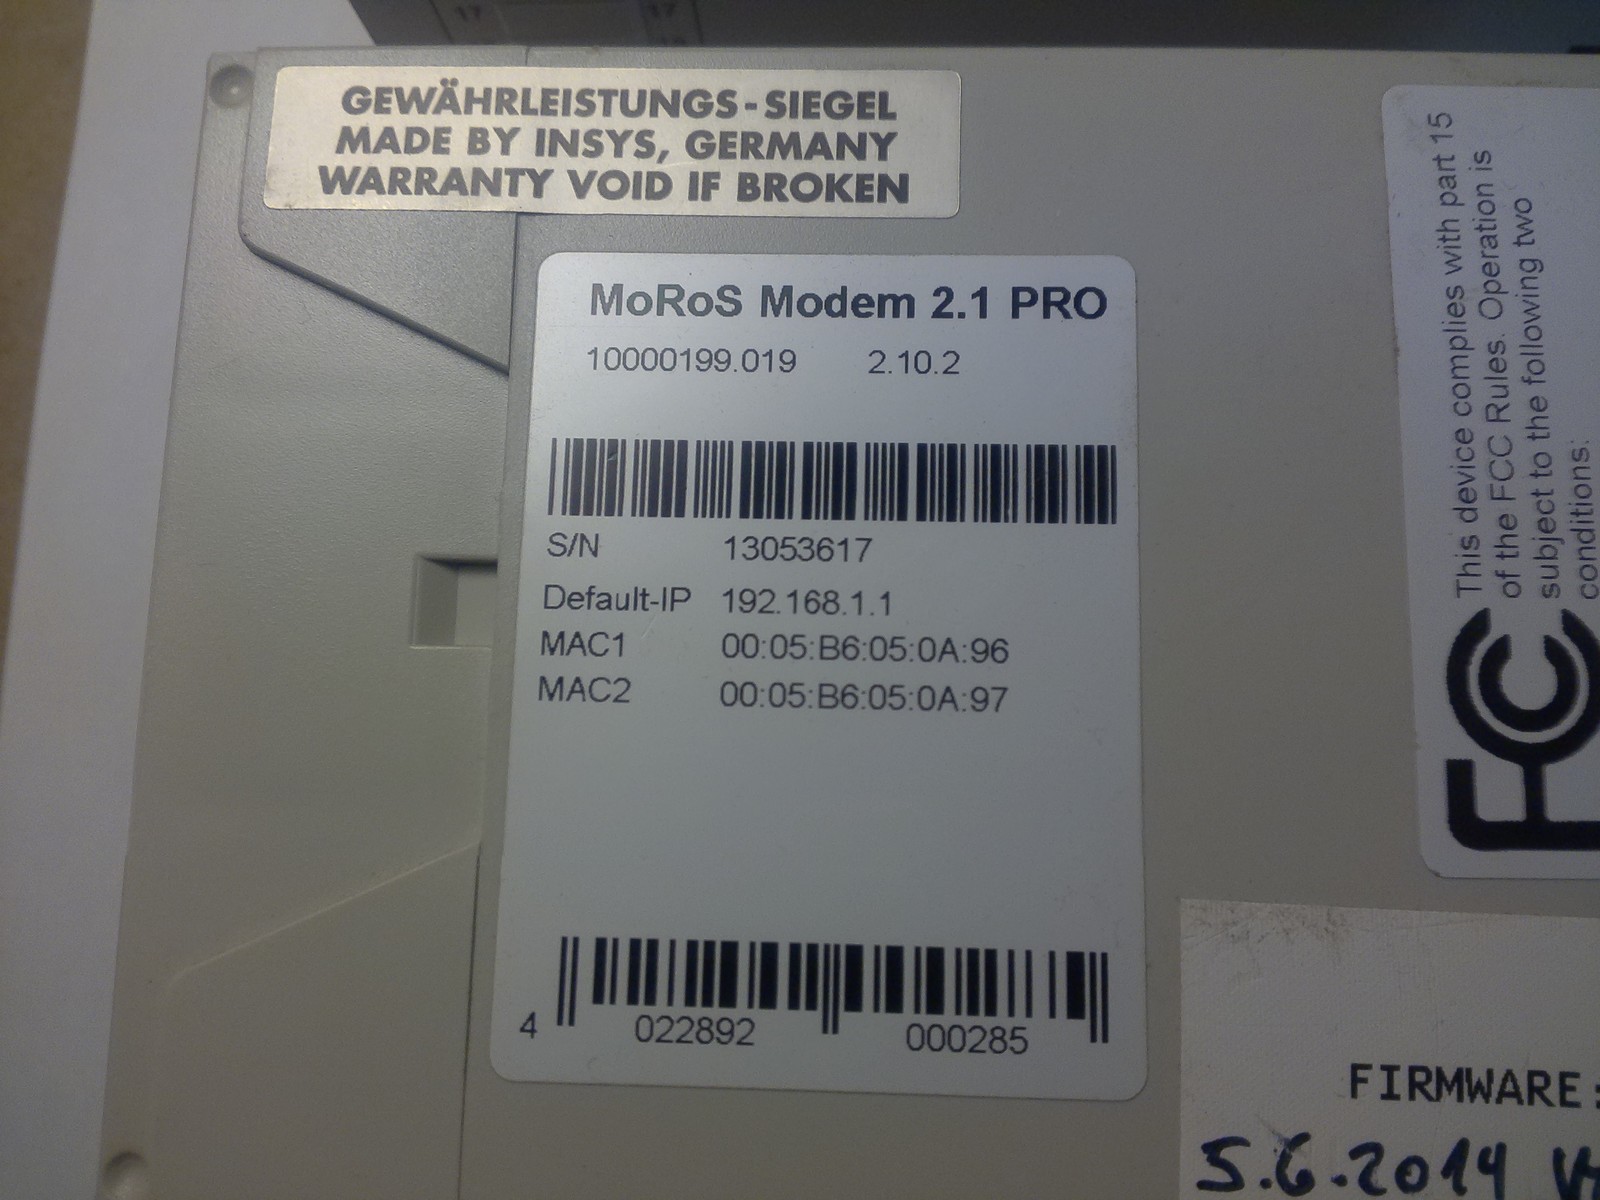 17 17
GEWÄHRLEISTUNGS-SIEGEL
MADE BY INSYS, GERMANY
WARRANTY VOID IF BROKEN
MoRoS Modem 2.1 PRO
10000199.019 2.10.2
S/N 13053617
Default-IP 192.168.1.1
MAC1 00:05:B6:05:0A:96
MAC2 00:05:B6:05:0A:97
4 022892 000285
This device complies with part 15
of the FCC Rules. Operation is
subject to the following two
conditions:
FC
FIRMWARE:
5.6.2014